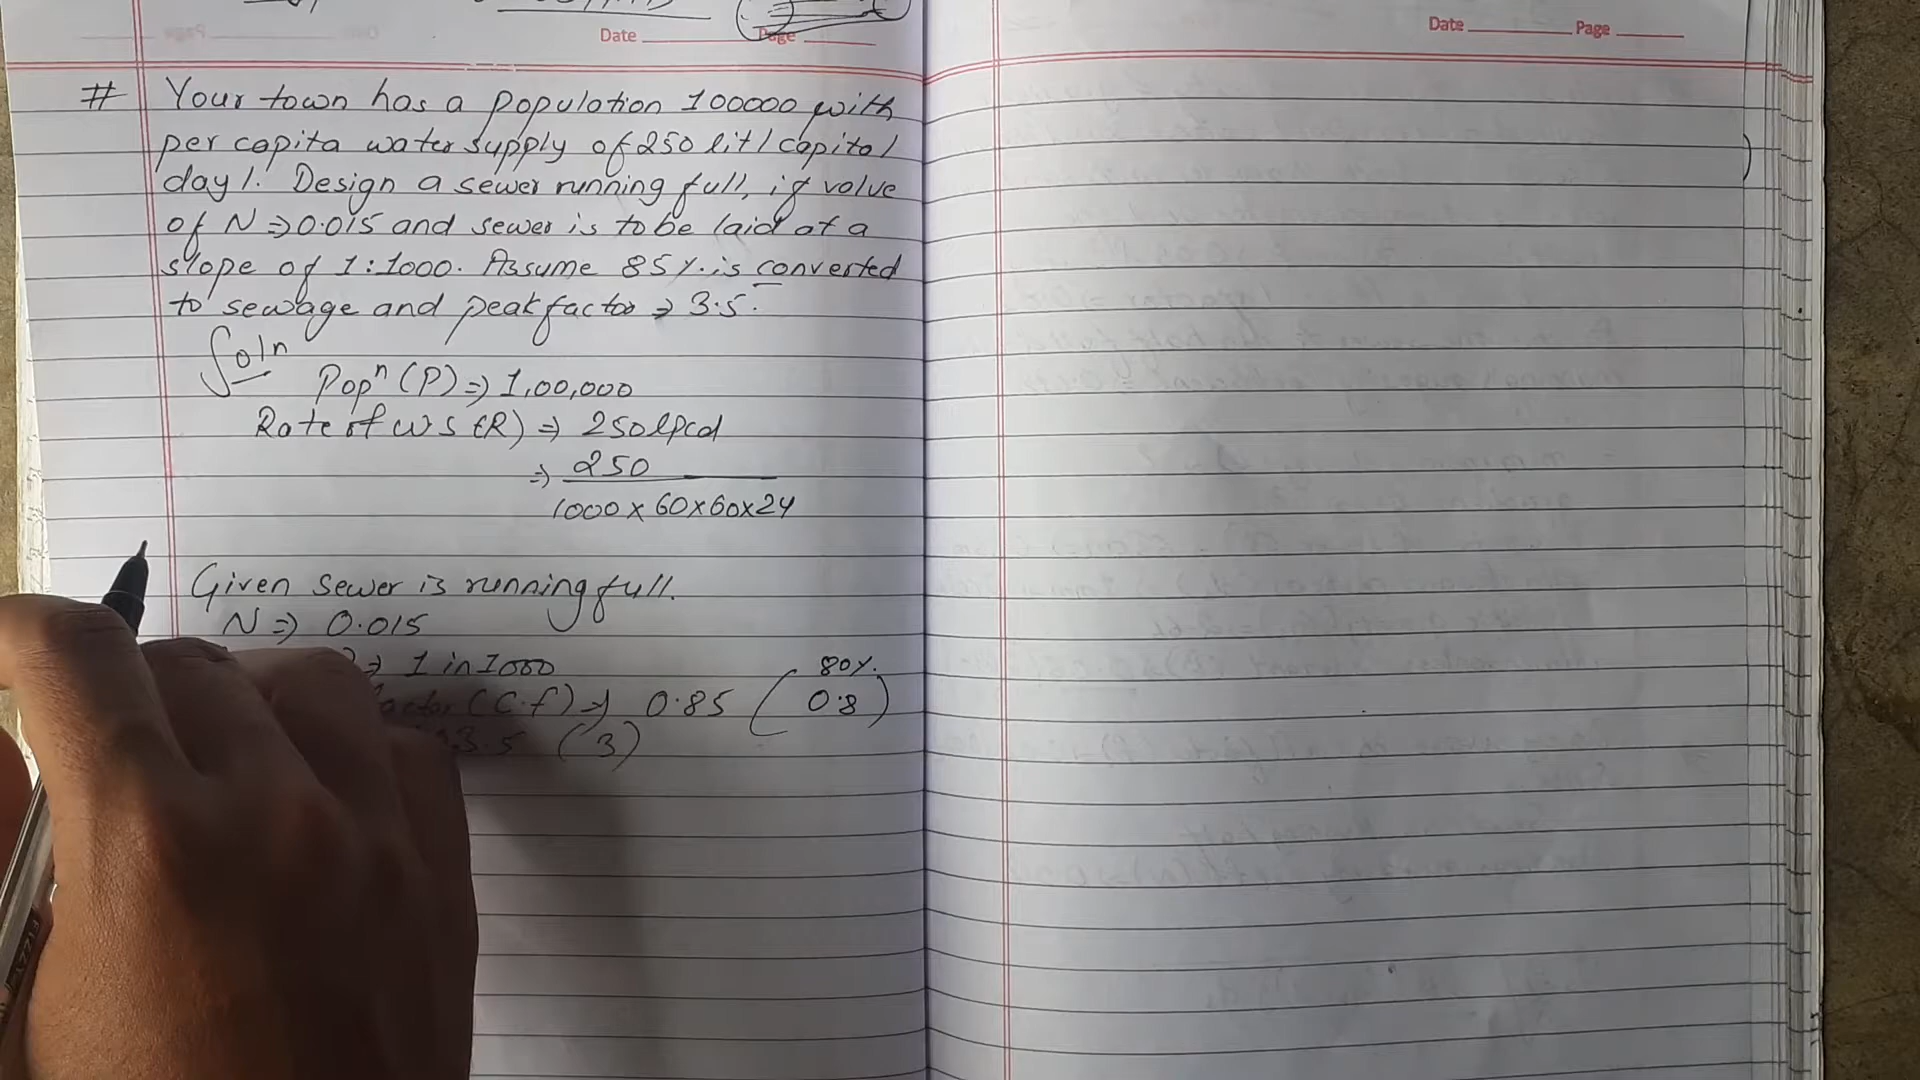 Date Page
Date Page
# Your town has a population 100000 with
per capita water supply of 250 lit/capita/
day/. Design a sewer running full, if value
of N ⇒ 0.015 and sewer is to be laid at a
slope of 1:1000. Assume 85%. is converted
to sewage and peak factor ⇒ 3.5.
Soln
Popn (P) ⇒ 1,00,000
Rate of WS (R) ⇒ 250 lpcd
⇒ 250
1000 x 60x60x24
Given sewer is running full.
N ⇒ 0.015
⇒ 1 in 1000
80%.
(C.f) ⇒ 0.85 (0.8)
3.5 (3)